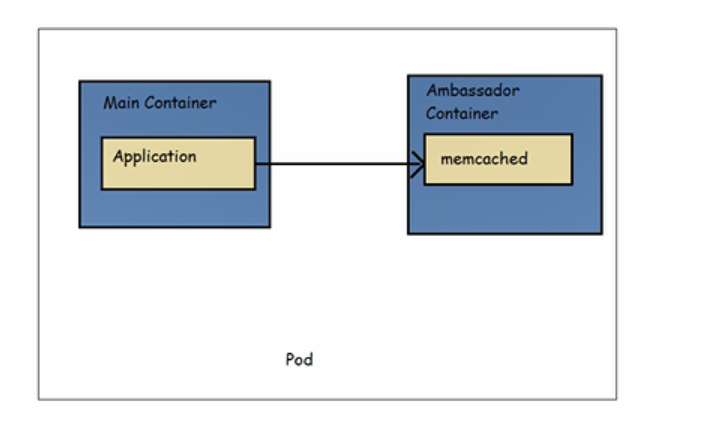 Main Container
Application
Ambassador
Container
memcached
Pod